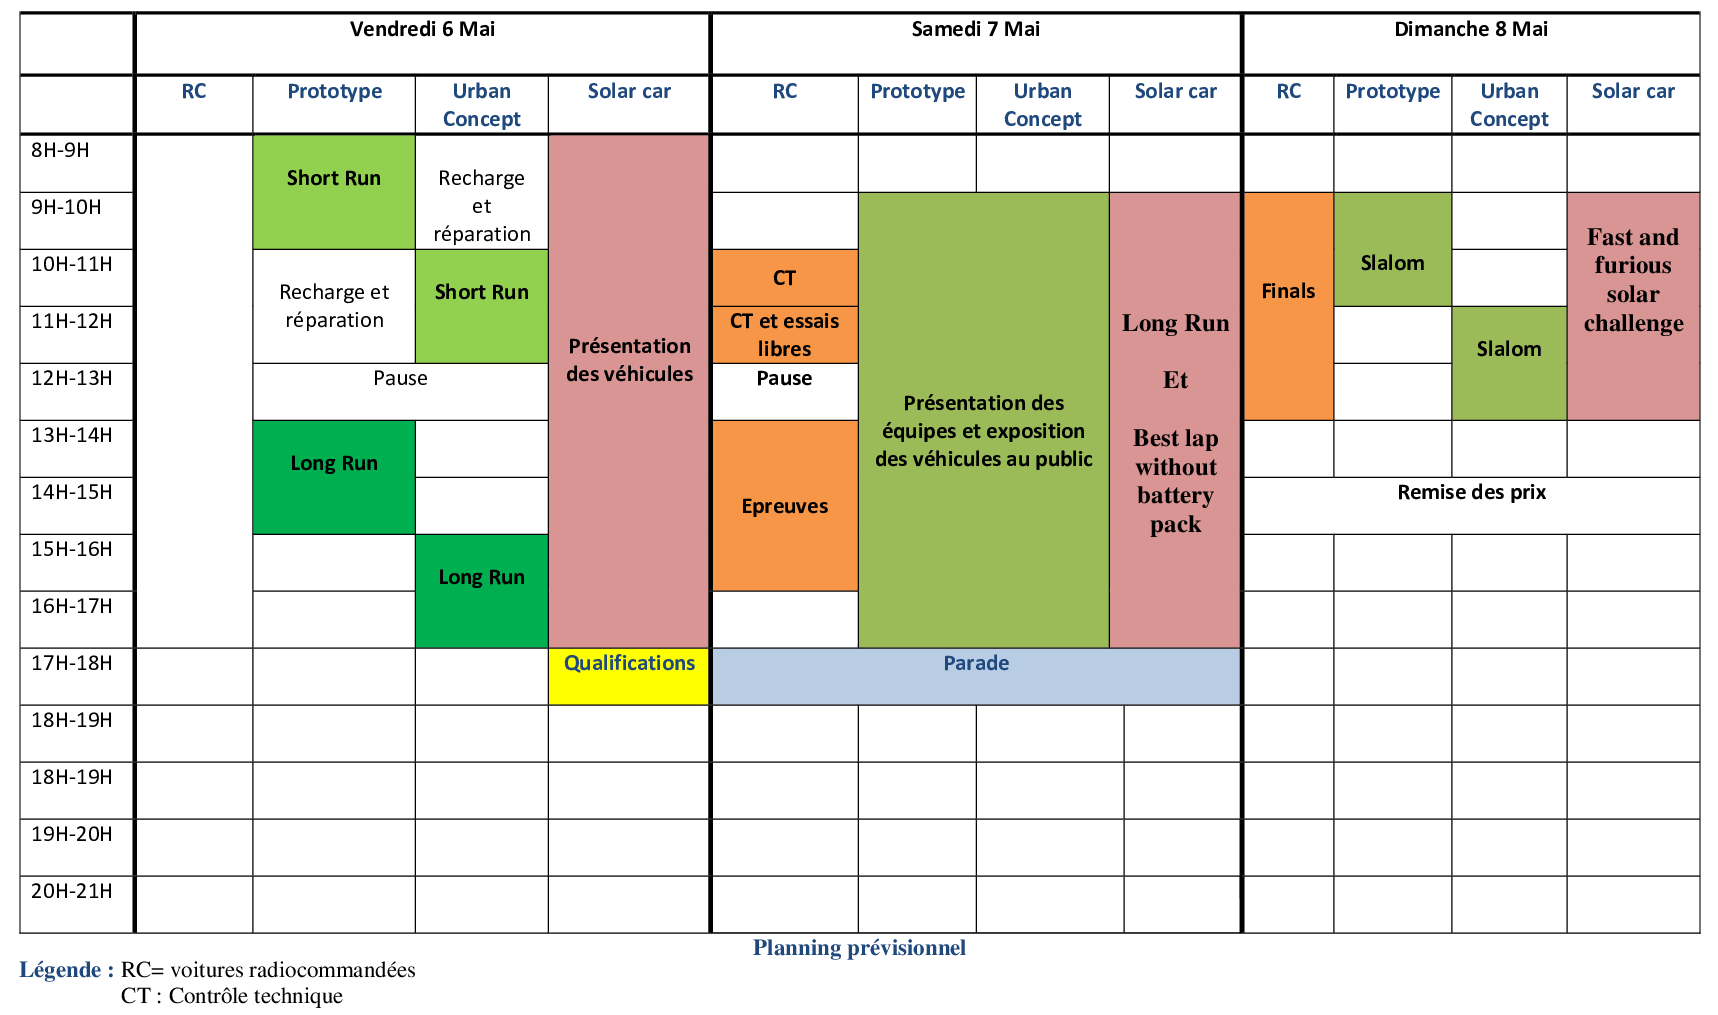 Vendredi 6 Mai
Samedi 7 Mai
Dimanche 8 Mai
RC
Prototype
Urban
Concept
Solar car
RC
Prototype
Urban
Concept
Solar car
RC
Prototype
Urban
Concept
Solar car
8H-9H
Short Run
Recharge
et
réparation
Présentation
des véhicules
9H-10H
Présentation des
équipes et exposition
des véhicules au public
Long Run
Et
Best lap
without
battery
pack
Finals
Slalom
Fast and
furious
solar
challenge
10H-11H
Recharge et
réparation
Short Run
CT
11H-12H
CT et essais
libres
Slalom
12H-13H
Pause
Pause
13H-14H
Long Run
Epreuves
14H-15H
Remise des prix
15H-16H
Long Run
16H-17H
17H-18H
Qualifications
Parade
18H-19H
18H-19H
19H-20H
20H-21H
Planning prévisionnel
Légende : RC= voitures radiocommandées
CT : Contrôle technique